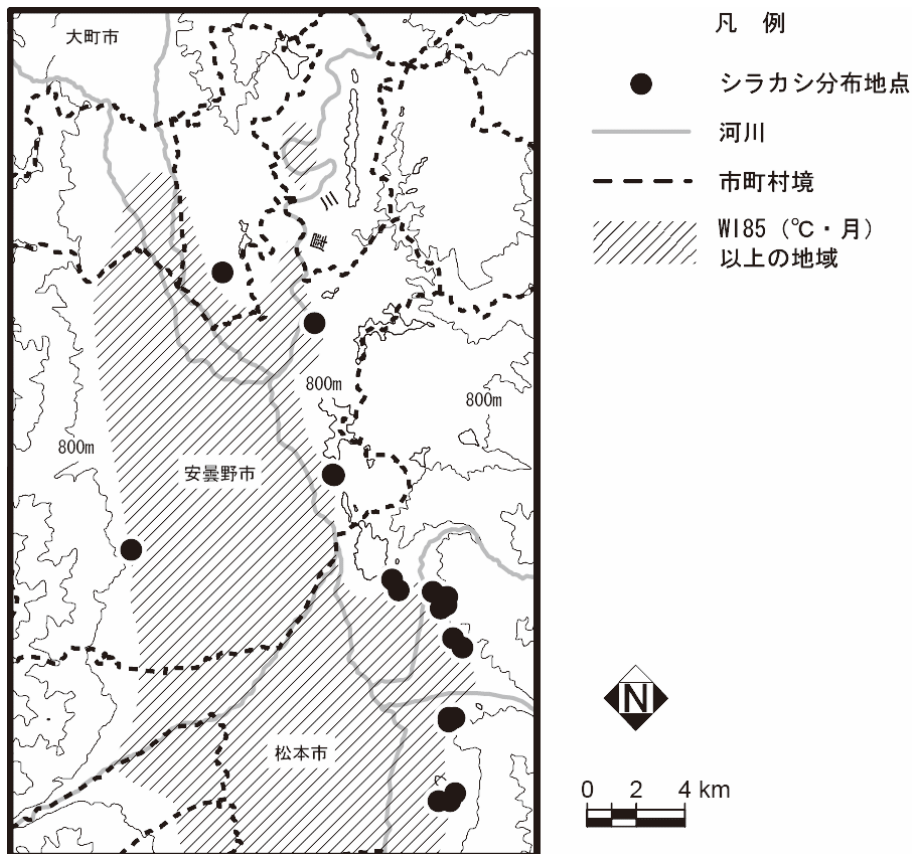 大町市
犀川
800m
800m
800m
安曇野市
松本市
凡 例
シラカシ分布地点
河川
市町村境
WI85（℃・月）
以上の地域
N
0 2 4 km